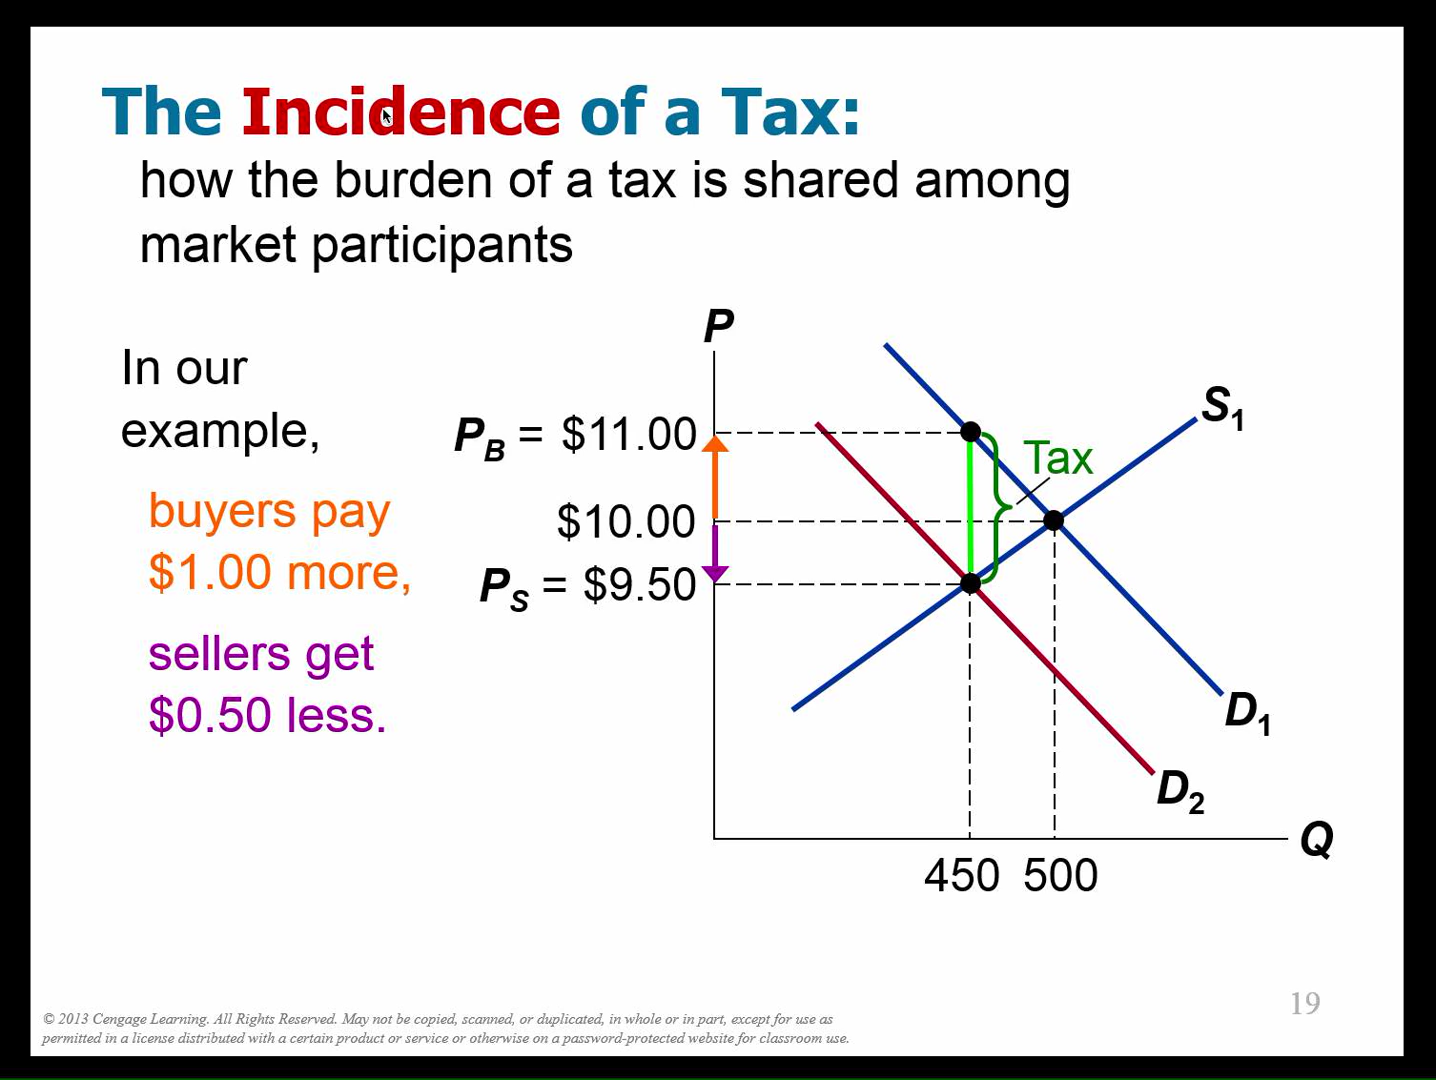 The Incidence of a Tax:
how the burden of a tax is shared among
market participants
In our
example,
buyers pay
$1.00 more,
sellers get
$0.50 less.
P
PB = $11.00
$10.00
PS = $9.50
Tax
S1
D1
D2
Q
450 500
19
© 2013 Cengage Learning. All Rights Reserved. May not be copied, scanned, or duplicated, in whole or in part, except for use as
permitted in a license distributed with a certain product or service or otherwise on a password-protected website for classroom use.